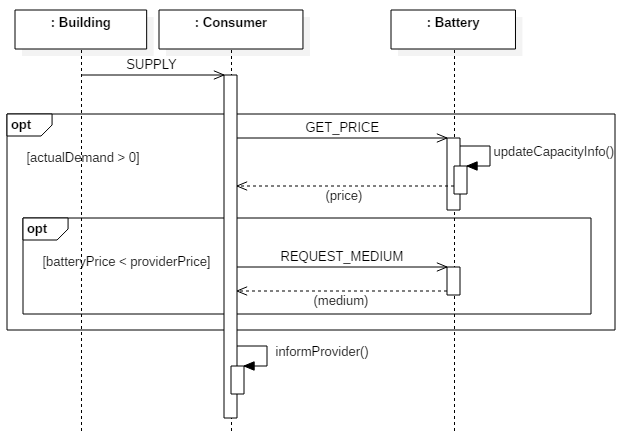 : Building
: Consumer
: Battery
SUPPLY
opt
GET_PRICE
[actualDemand > 0]
updateCapacityInfo()
(price)
opt
REQUEST_MEDIUM
[batteryPrice < providerPrice]
(medium)
informProvider()